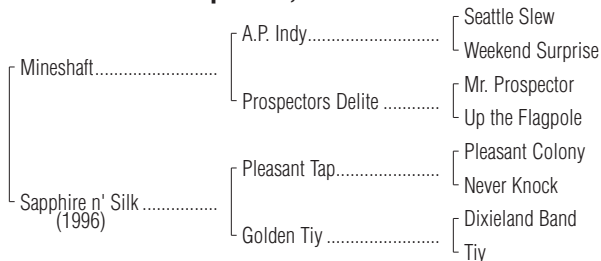 Seattle Slew
A.P. Indy..............................
Weekend Surprise
Mineshaft..........................
Mr. Prospector
Prospectors Delite ............
Up the Flagpole
Pleasant Colony
Pleasant Tap......................
Never Knock
Sapphire n' Silk ................
(1996)
Dixieland Band
Golden Tiy ........................
Tiy